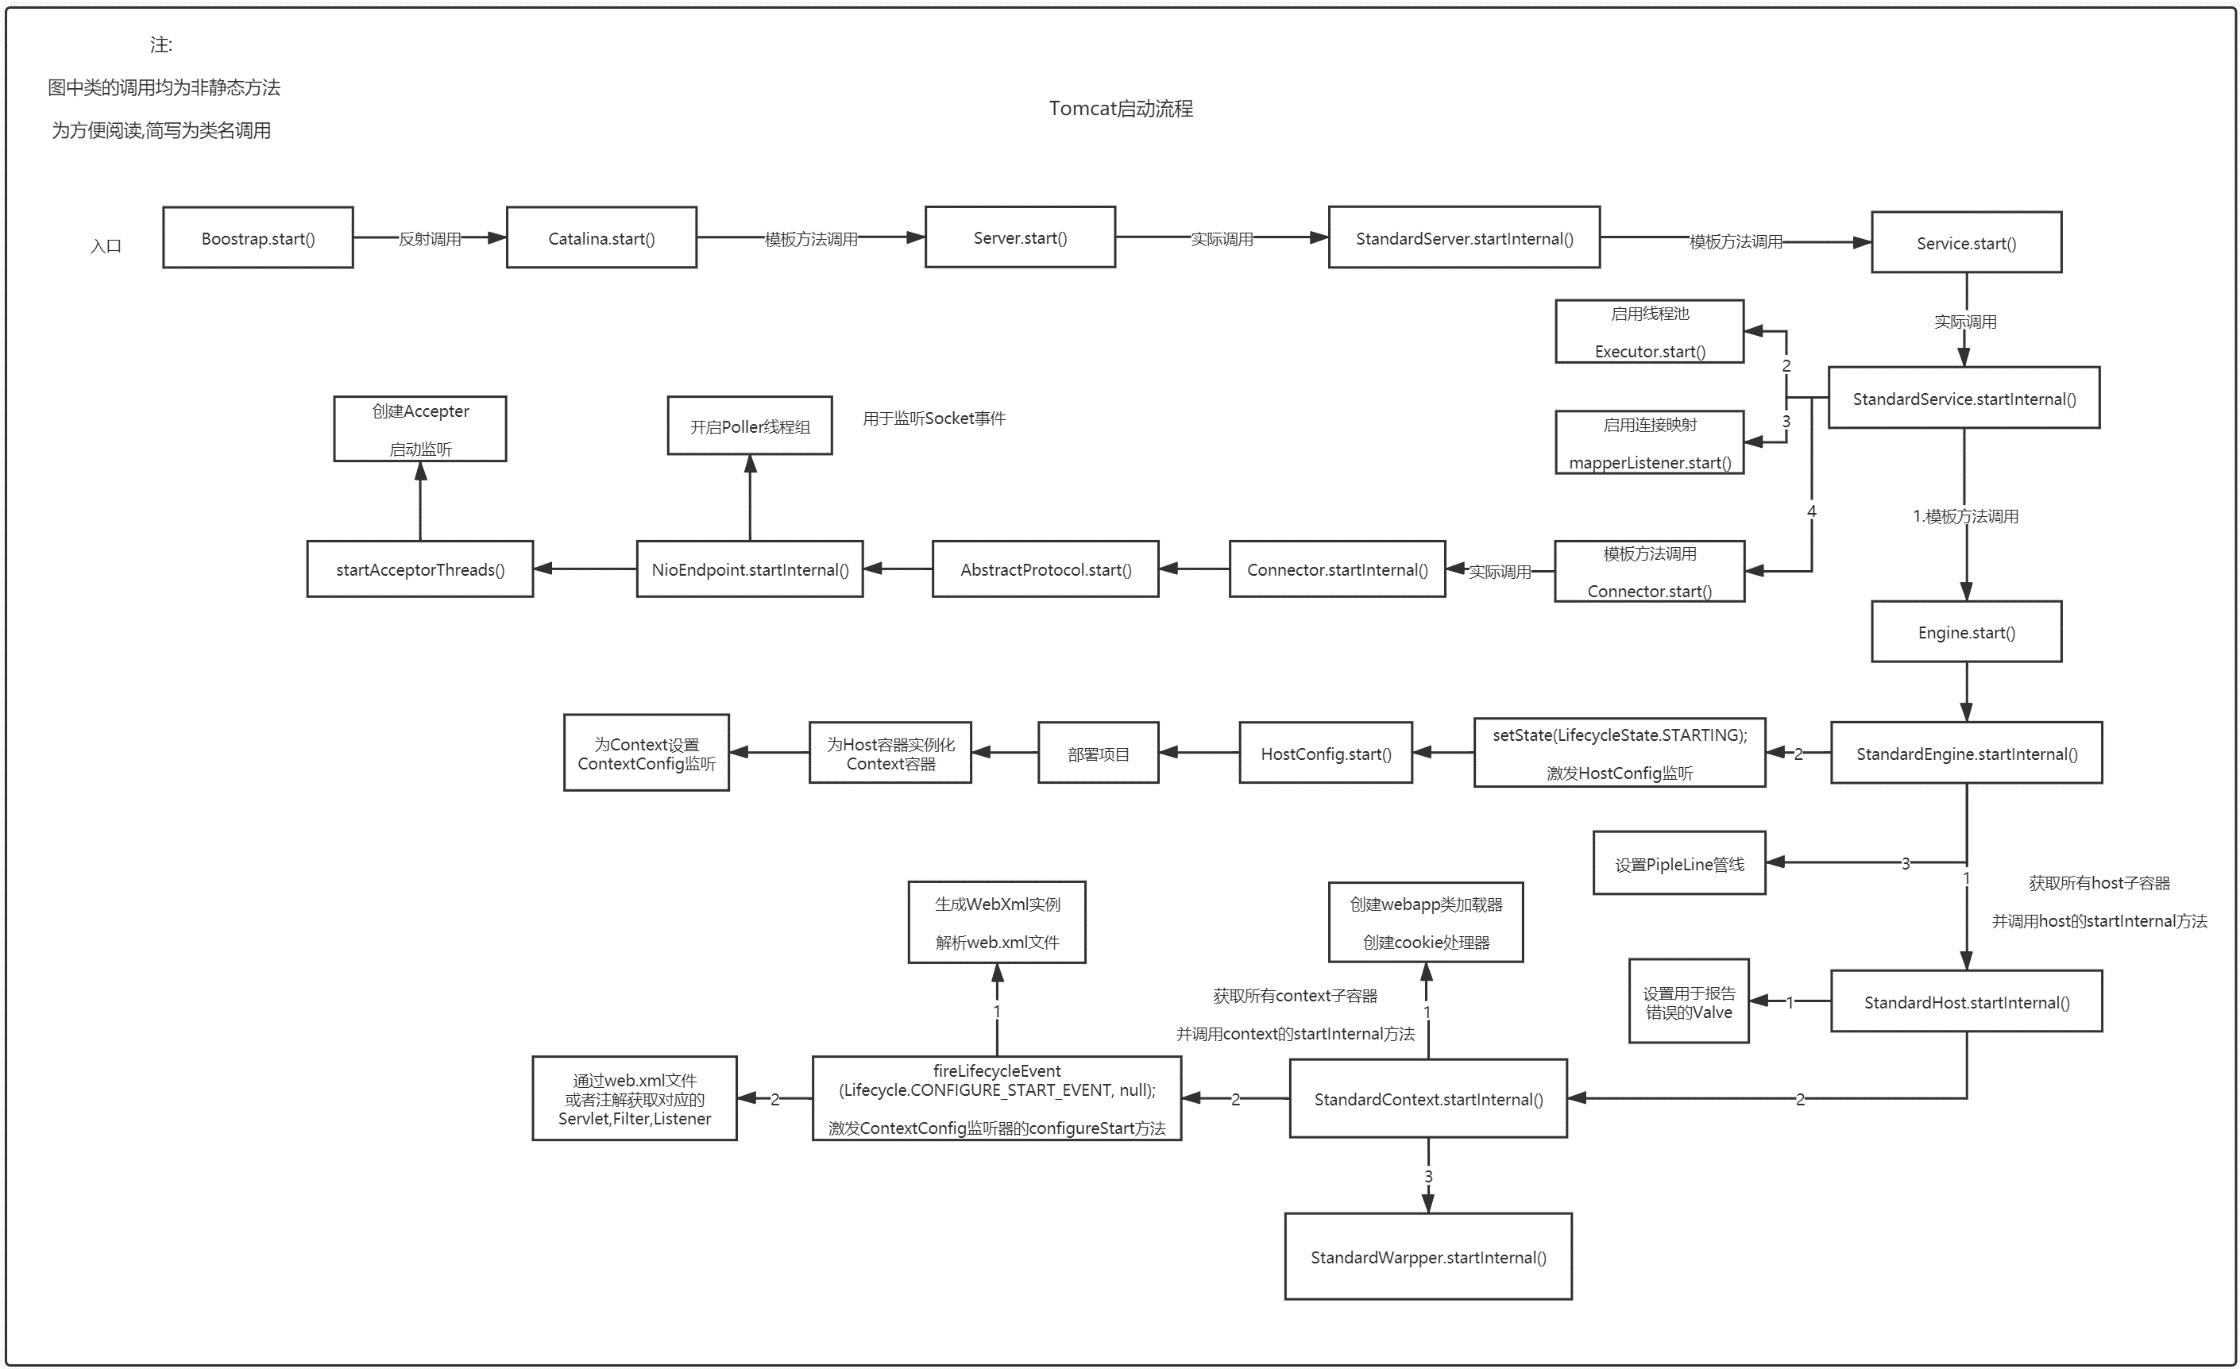 注:
图中类的调用均为非静态方法
为方便阅读,简写为类名调用
Tomcat启动流程
入口
Boostrap.start()
反射调用
Catalina.start()
模板方法调用
Server.start()
实际调用
StandardServer.startInternal()
模板方法调用
Service.start()
实际调用
启用线程池
Executor.start()
2
StandardService.startInternal()
3
启用连接映射
mapperListener.start()
4
1.模板方法调用
创建Accepter
启动监听
开启Poller线程组
用于监听Socket事件
startAcceptorThreads()
NioEndpoint.startInternal()
AbstractProtocol.start()
Connector.startInternal()
实际调用
模板方法调用
Connector.start()
Engine.start()
为Context设置
ContextConfig监听
为Host容器实例化
Context容器
部署项目
HostConfig.start()
setState(LifecycleState.STARTING);
激发HostConfig监听
2
StandardEngine.startInternal()
设置PipleLine管线
3
1
获取所有host子容器
并调用host的startInternal方法
生成WebXml实例
解析web.xml文件
创建webapp类加载器
创建cookie处理器
设置用于报告
错误的Valve
1
StandardHost.startInternal()
1
获取所有context子容器
并调用context的startInternal方法
1
通过web.xml文件
或者注解获取对应的
Servlet,Filter,Listener
2
fireLifecycleEvent
(Lifecycle.CONFIGURE_START_EVENT, null);
激发ContextConfig监听器的configureStart方法
2
StandardContext.startInternal()
2
3
StandardWarpper.startInternal()